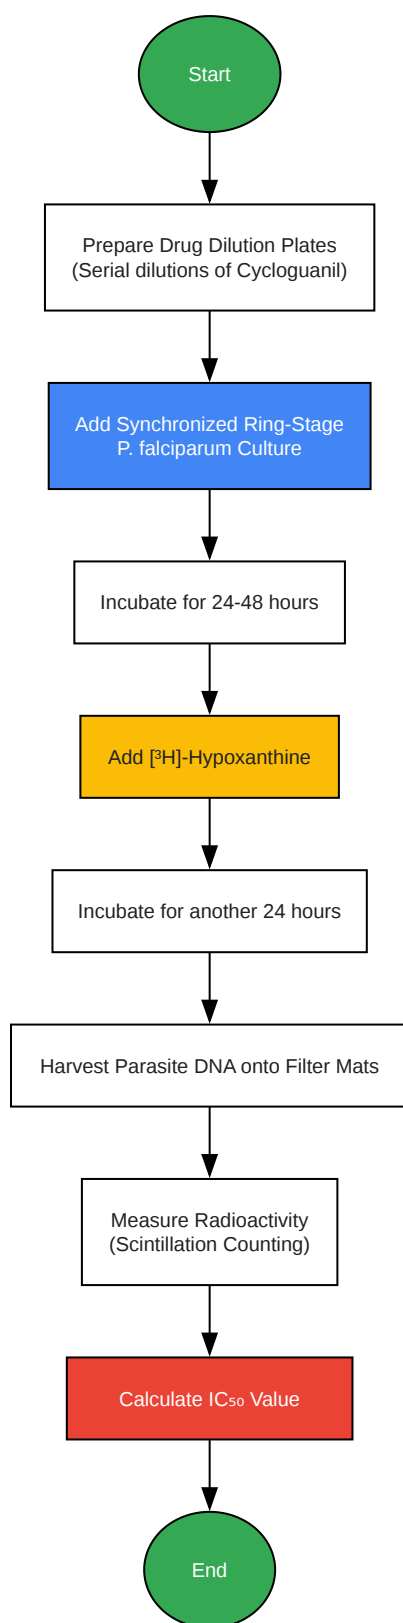 Start
Prepare Drug Dilution Plates
(Serial dilutions of Cycloguanil)
Add Synchronized Ring-Stage
P. falciparum Culture
Incubate for 24-48 hours
Add [³H]-Hypoxanthine
Incubate for another 24 hours
Harvest Parasite DNA onto Filter Mats
Measure Radioactivity
(Scintillation Counting)
Calculate IC₅₀ Value
End